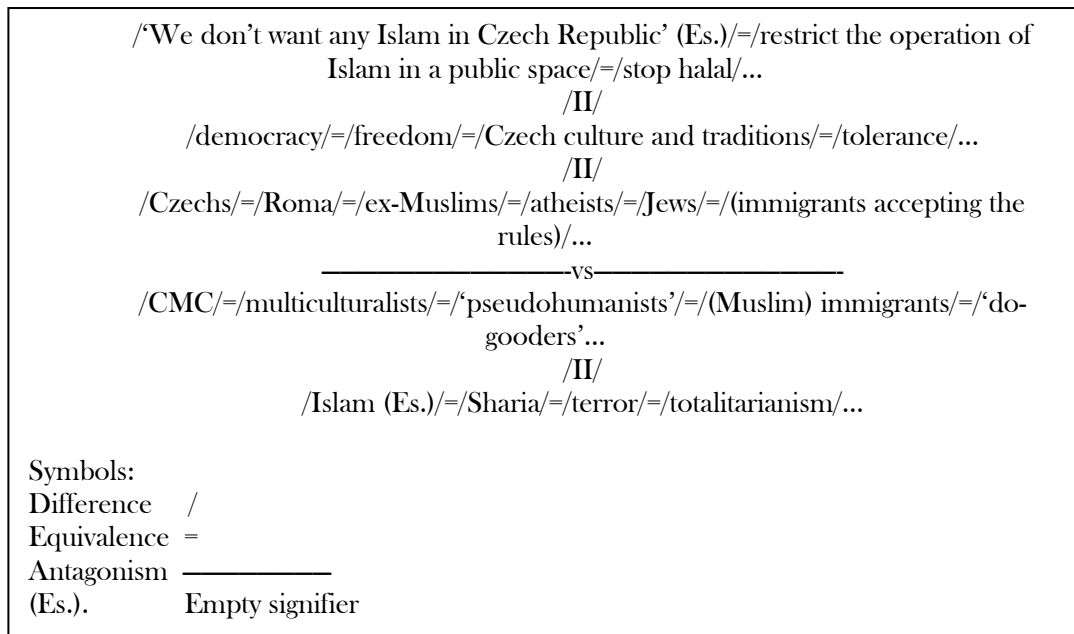 /‘We don’t want any Islam in Czech Republic’ (Es.)/=/restrict the operation of
Islam in a public space/=/stop halal/...
/II/
/democracy/=/freedom/=/Czech culture and traditions/=/tolerance/...
/II/
/Czechs/=/Roma/=/ex-Muslims/=/atheists/=/Jews/=/(immigrants accepting the
rules)/...
————————————-vs————————————-
/CMC/=/multiculturalists/=/‘pseudohumanists’/=/(Muslim) immigrants/=/‘do-
gooders’...
/II/
/Islam (Es.)/=/Sharia/=/terror/=/totalitarianism/...
Symbols:
Difference /
Equivalence =
Antagonism ————————
(Es.). Empty signifier